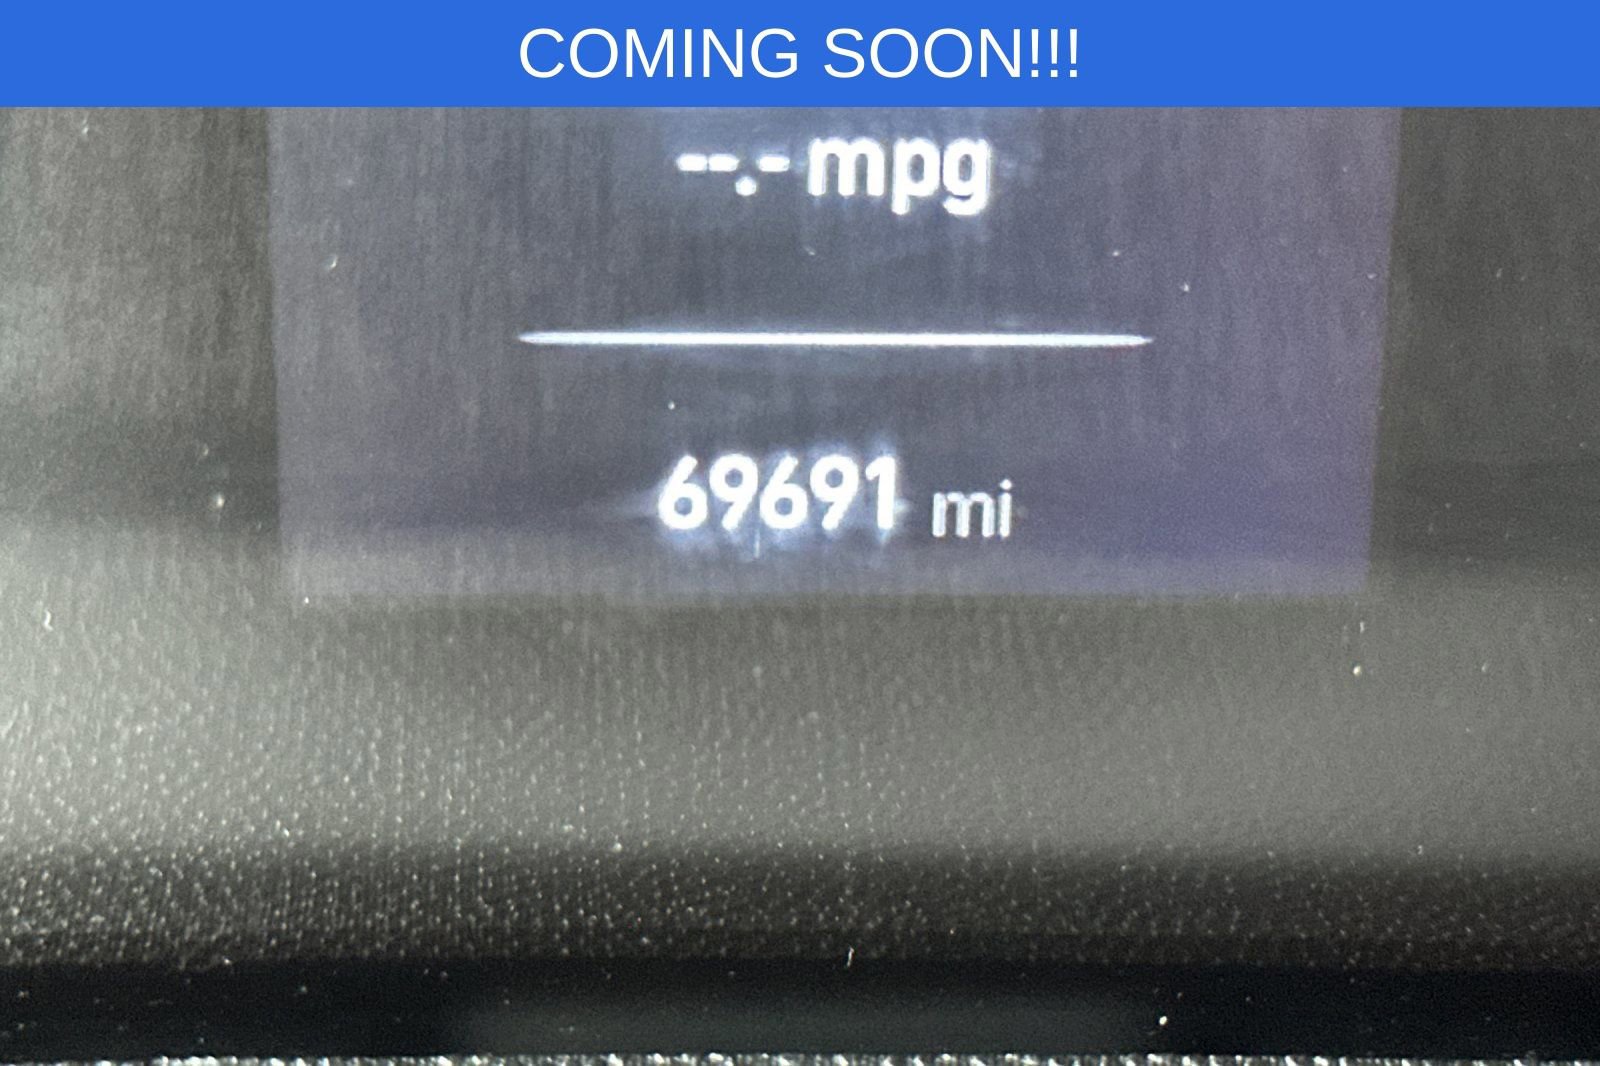 COMING SOON!!!
--.- mpg
69691 mi